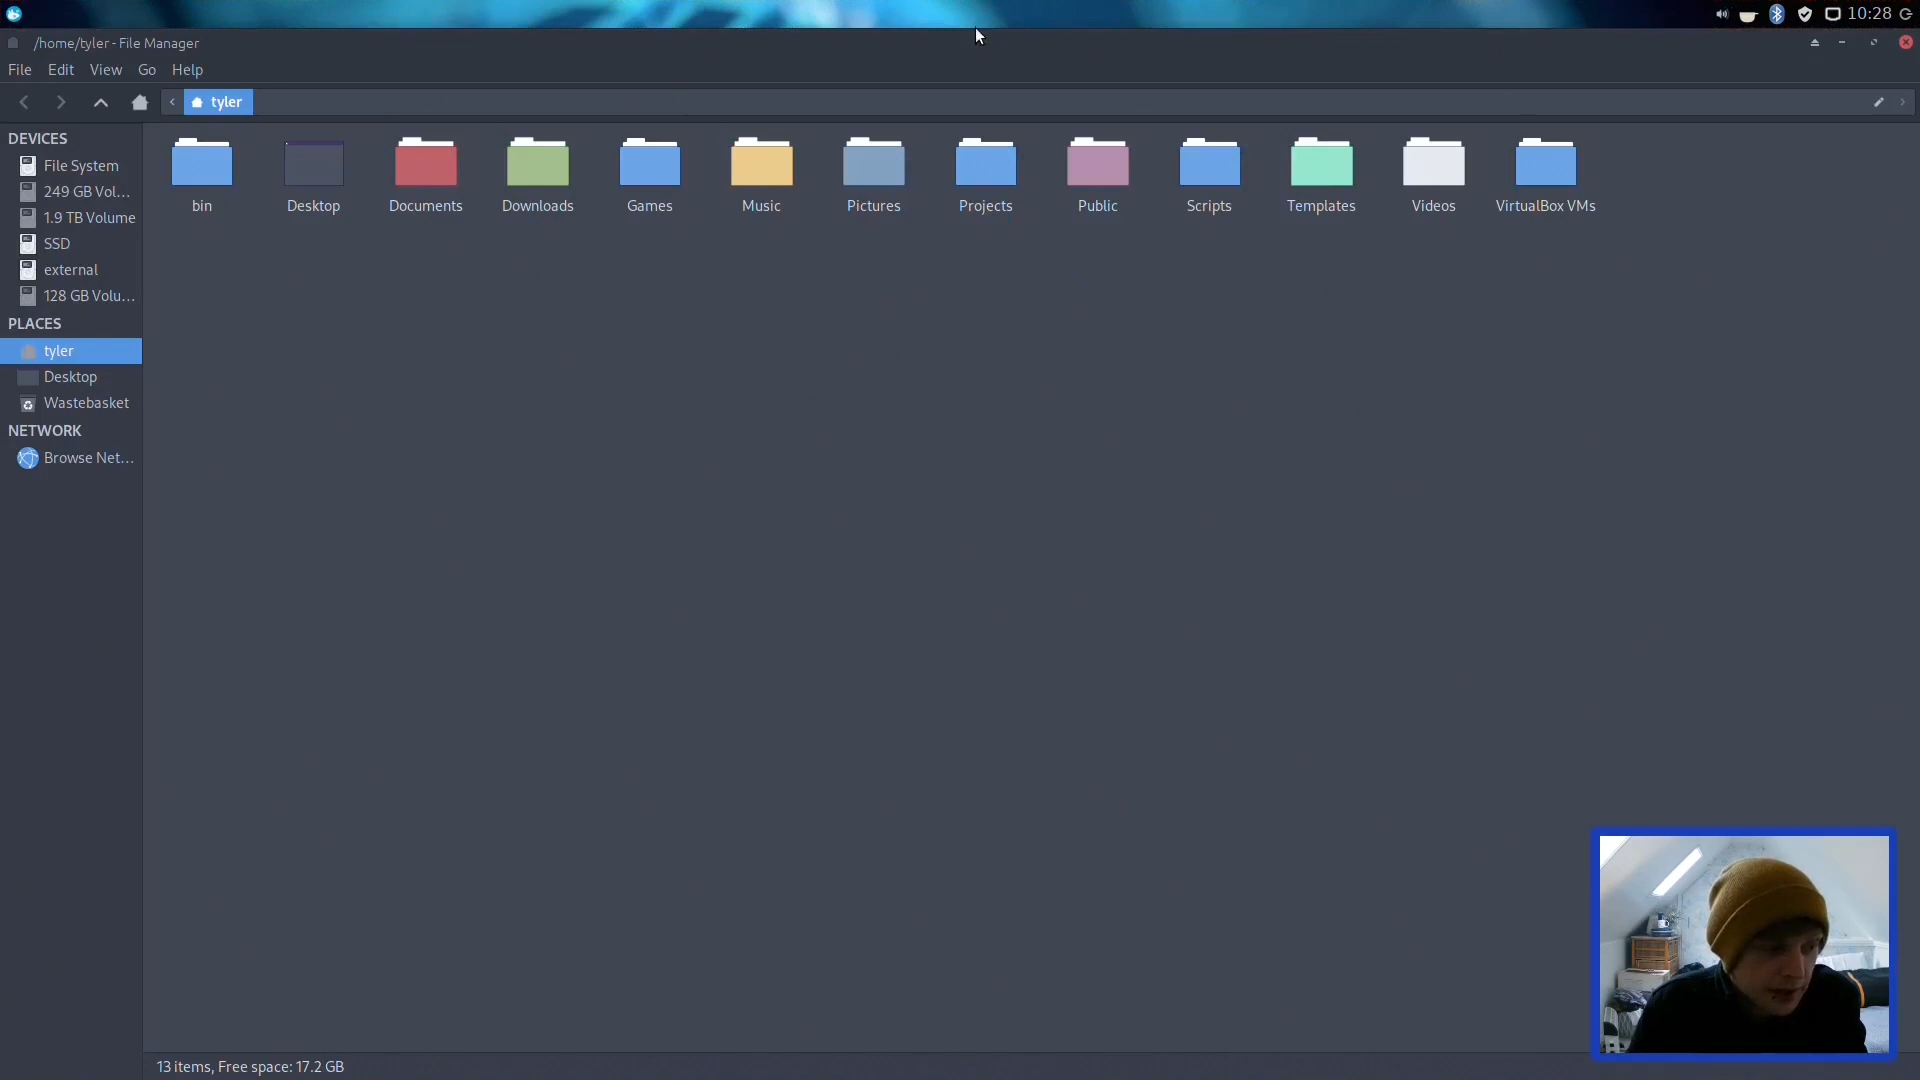 10:28
/home/tyler - File Manager
File Edit View Go Help
tyler
DEVICES
File System
249 GB Vol...
1.9 TB Volume
SSD
external
128 GB Volu...
PLACES
tyler
Desktop
Wastebasket
NETWORK
Browse Net...
bin Desktop Documents Downloads Games Music Pictures Projects Public Scripts Templates Videos VirtualBox VMs
13 items, Free space: 17.2 GB